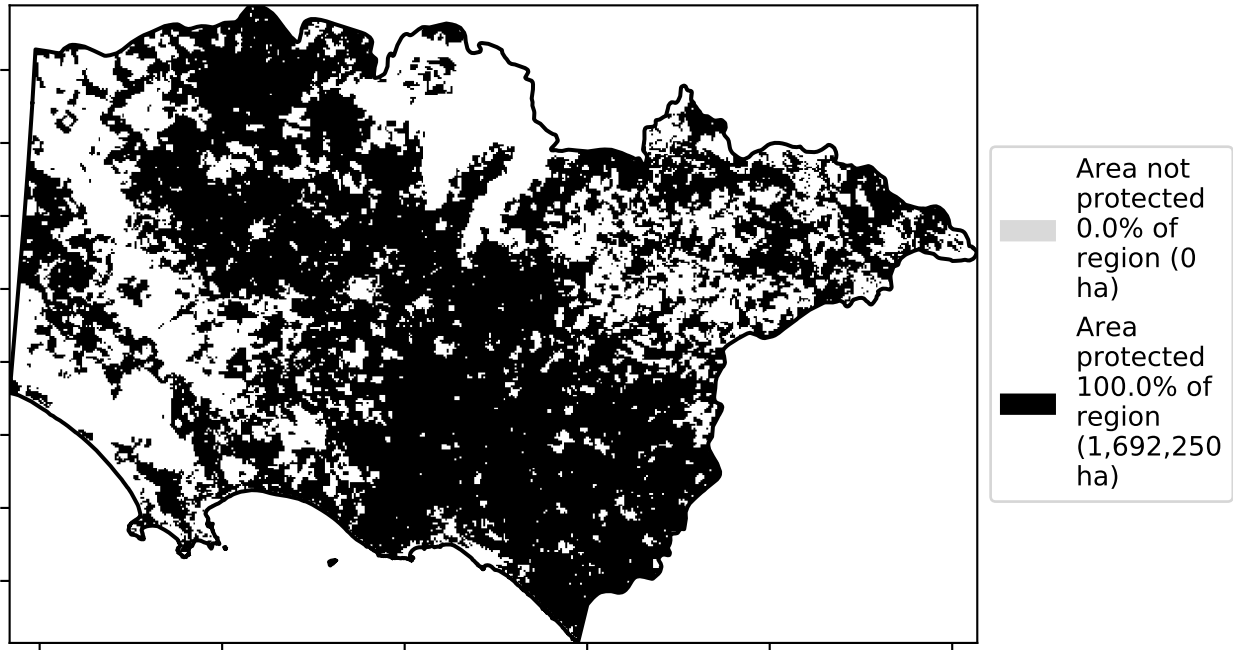 Area not
protected
0.0% of
region (0
ha)
Area
protected
100.0% of
region
(1,692,250
ha)